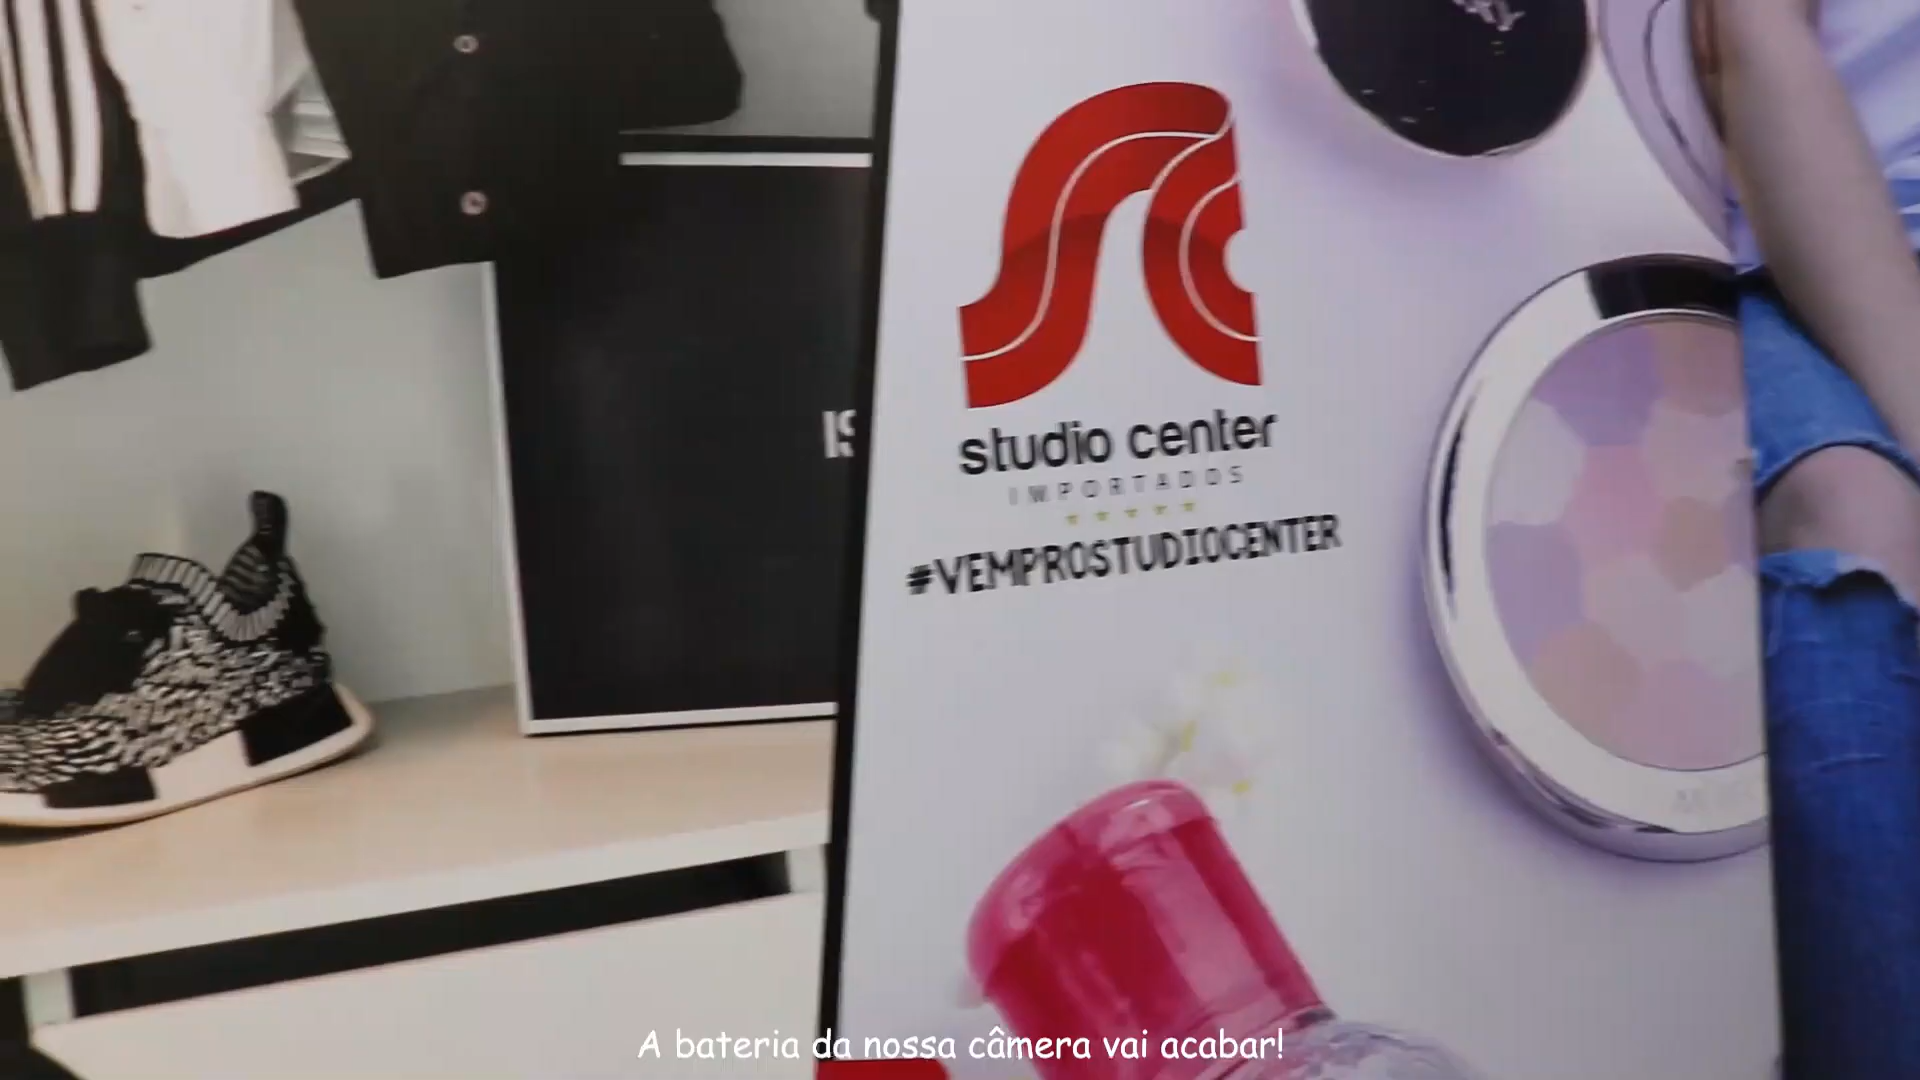 studio center
IMPORTADOS
#VEMPROSTUDIOCENTER
A bateria da nossa câmera vai acabar!